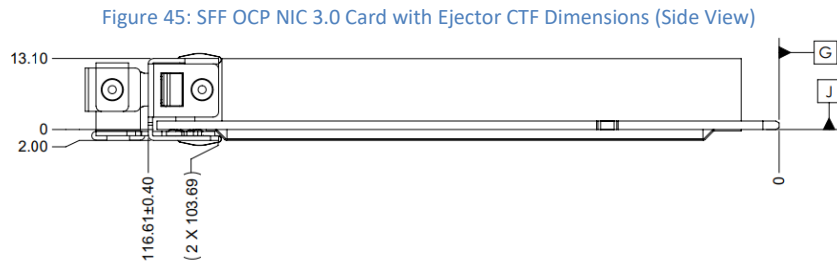 Figure 45: SFF OCP NIC 3.0 Card with Ejector CTF Dimensions (Side View)
13.10
G
J
0
2.00
116.61±0.40
( 2 X 103.69 )
0